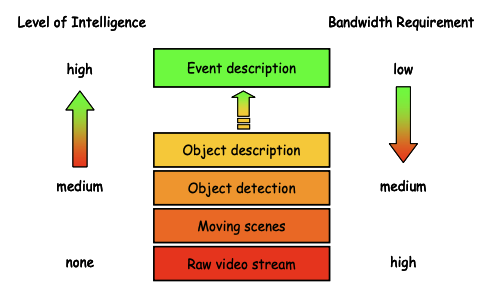 Level of Intelligence
Bandwidth Requirement
high
Event description
low
Object description
medium
Object detection
medium
Moving scenes
none
Raw video stream
high